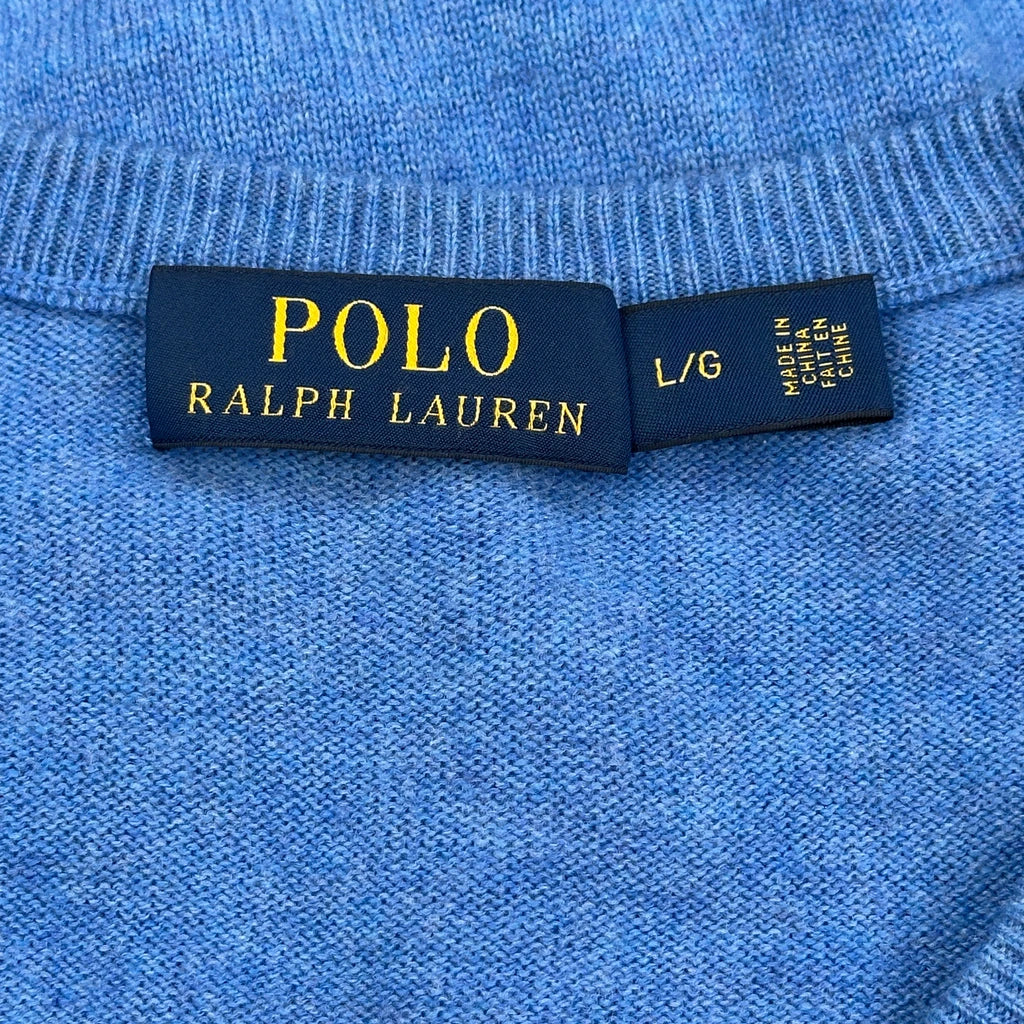 POLO
RALPH LAUREN
L/G
MADE IN
CHINA
FAIT EN
CHINE